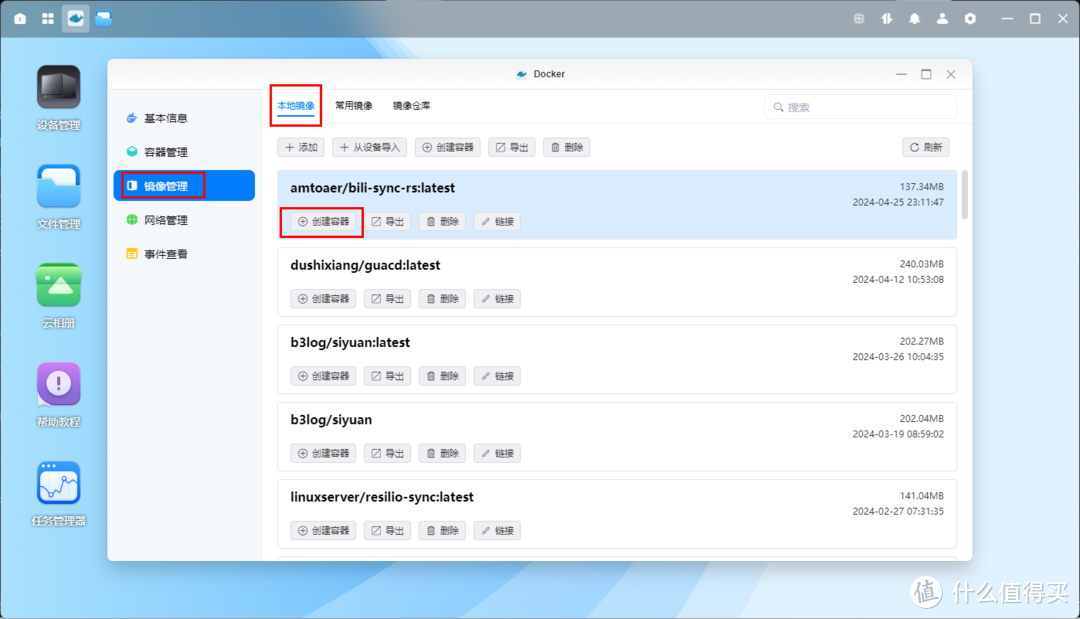 Docker
设备管理
文件管理
云相册
帮助教程
任务管理器
基本信息
容器管理
镜像管理
网络管理
事件查看
本地镜像 常用镜像 镜像仓库
搜索
添加 从设备导入 创建容器 导出 删除 刷新
amtoaer/bili-sync-rs:latest
137.34MB
2024-04-25 23:11:47
创建容器 导出 删除 链接
dushixiang/guacd:latest
240.03MB
2024-04-12 10:53:08
创建容器 导出 删除 链接
b3log/siyuan:latest
202.27MB
2024-03-26 10:04:35
创建容器 导出 删除 链接
b3log/siyuan
202.04MB
2024-03-19 08:59:02
创建容器 导出 删除 链接
linuxserver/resilio-sync:latest
141.04MB
2024-02-27 07:31:35
创建容器 导出 删除 链接
值 什么值得买